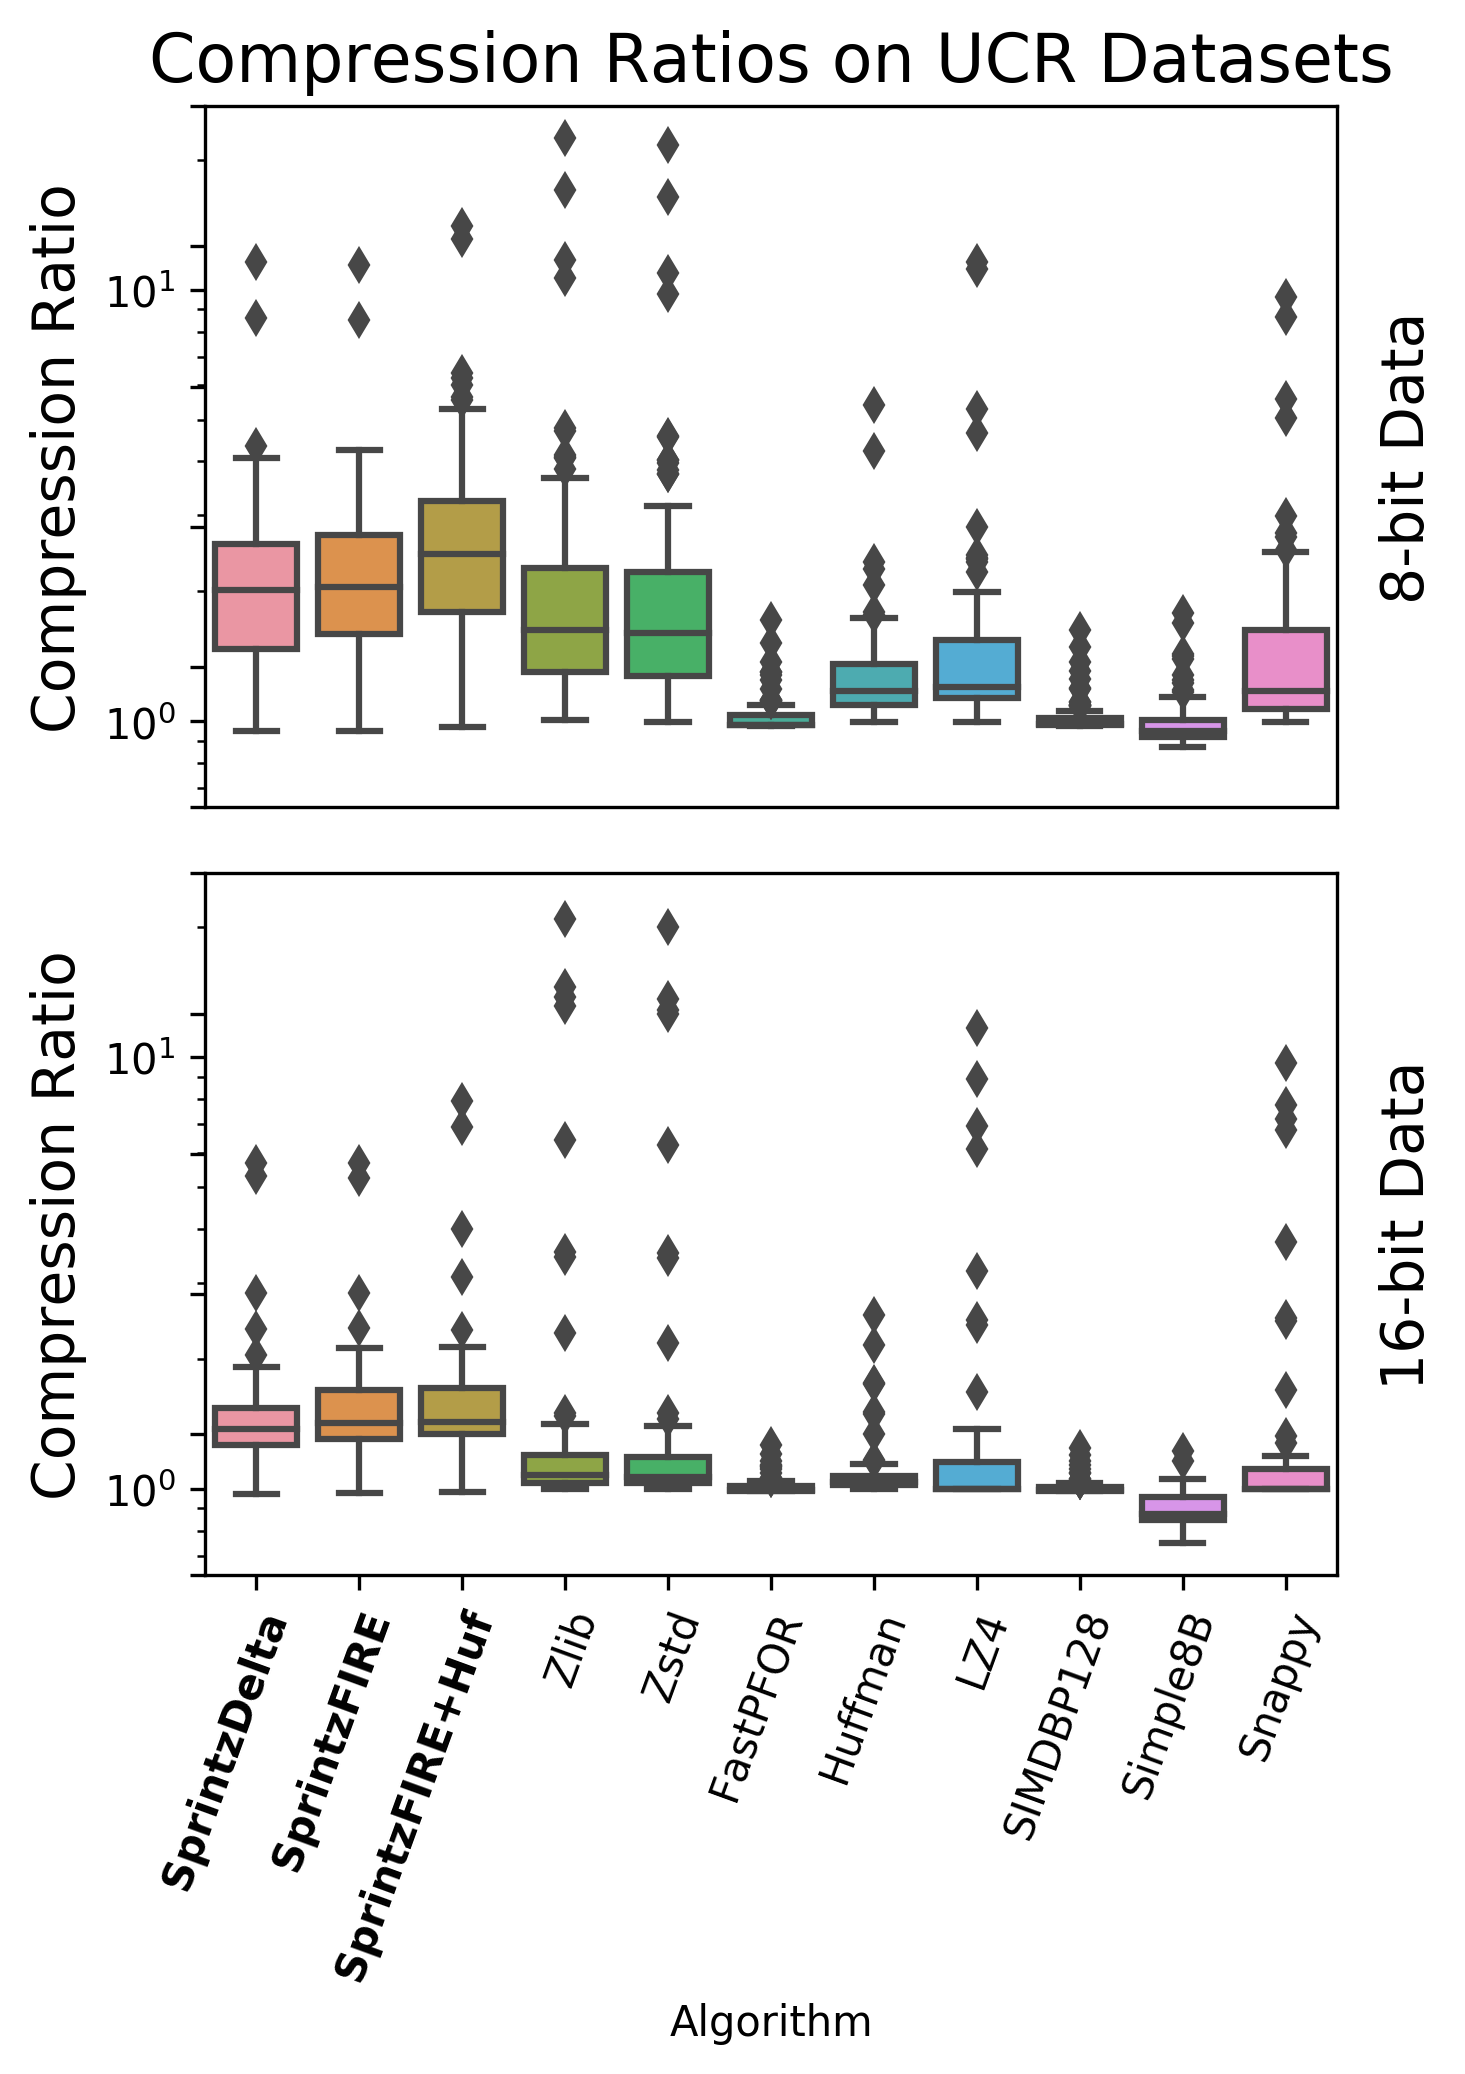 Compression Ratios on UCR Datasets
Compression Ratio
10¹
10⁰
8-bit Data
Compression Ratio
10¹
10⁰
16-bit Data
SprintzDelta
SprintzFIRE
SprintzFIRE+Huf
Zlib
Zstd
FastPFOR
Huffman
LZ4
SIMDBP128
Simple8B
Snappy
Algorithm